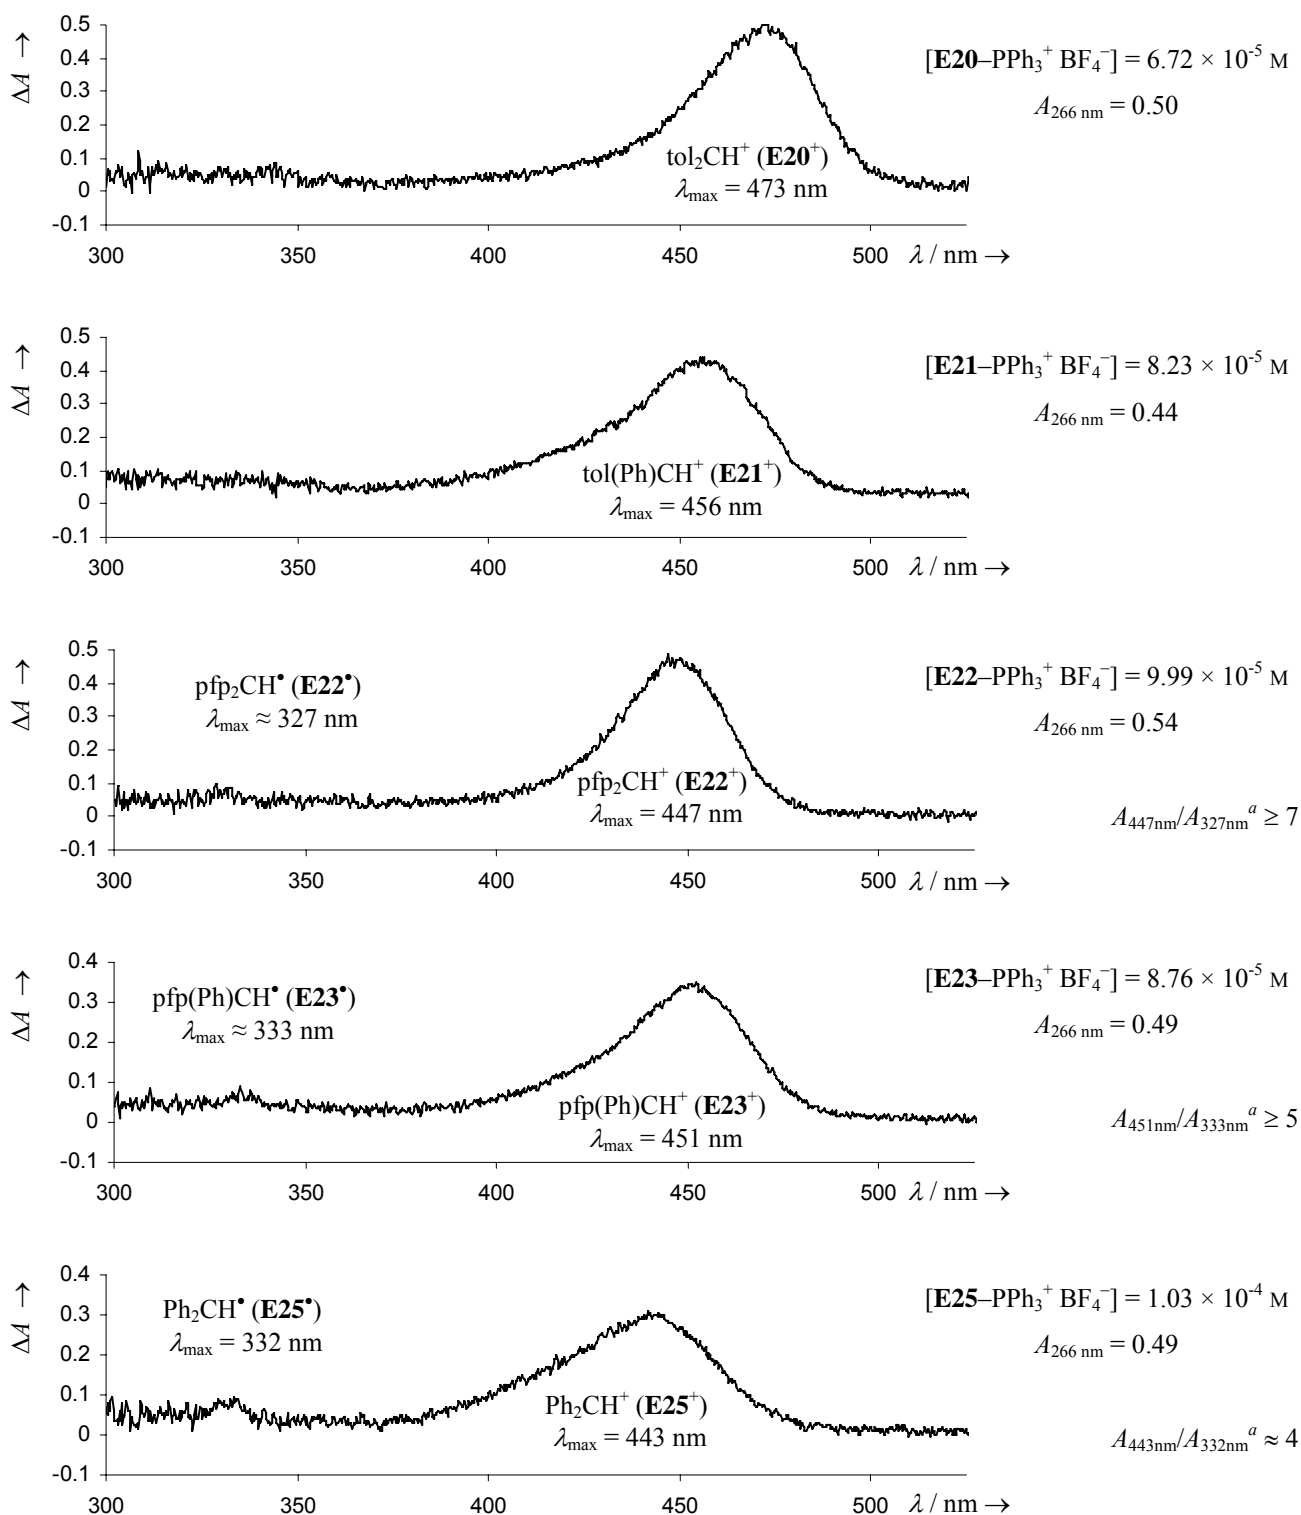 ΔA →
0.5
0.4
0.3
0.2
0.1
0
-0.1
tol₂CH⁺ (E20⁺)
λmax = 473 nm
[E20–PPh₃⁺ BF₄⁻] = 6.72 × 10⁻⁵ M
A266 nm = 0.50
300 350 400 450 500 λ / nm →
ΔA →
0.5
0.4
0.3
0.2
0.1
0
-0.1
tol(Ph)CH⁺ (E21⁺)
λmax = 456 nm
[E21–PPh₃⁺ BF₄⁻] = 8.23 × 10⁻⁵ M
A266 nm = 0.44
300 350 400 450 500 λ / nm →
ΔA →
0.5
0.4
0.3
0.2
0.1
0
-0.1
pfp₂CH• (E22•)
λmax ≈ 327 nm
pfp₂CH⁺ (E22⁺)
λmax = 447 nm
[E22–PPh₃⁺ BF₄⁻] = 9.99 × 10⁻⁵ M
A266 nm = 0.54
A447nm/A327nmᵃ ≥ 7
300 350 400 450 500 λ / nm →
ΔA →
0.4
0.3
0.2
0.1
0
-0.1
pfp(Ph)CH• (E23•)
λmax ≈ 333 nm
pfp(Ph)CH⁺ (E23⁺)
λmax = 451 nm
[E23–PPh₃⁺ BF₄⁻] = 8.76 × 10⁻⁵ M
A266 nm = 0.49
A451nm/A333nmᵃ ≥ 5
300 350 400 450 500 λ / nm →
ΔA →
0.4
0.3
0.2
0.1
0
-0.1
Ph₂CH• (E25•)
λmax = 332 nm
Ph₂CH⁺ (E25⁺)
λmax = 443 nm
[E25–PPh₃⁺ BF₄⁻] = 1.03 × 10⁻⁴ M
A266 nm = 0.49
A443nm/A332nmᵃ ≈ 4
300 350 400 450 500 λ / nm →